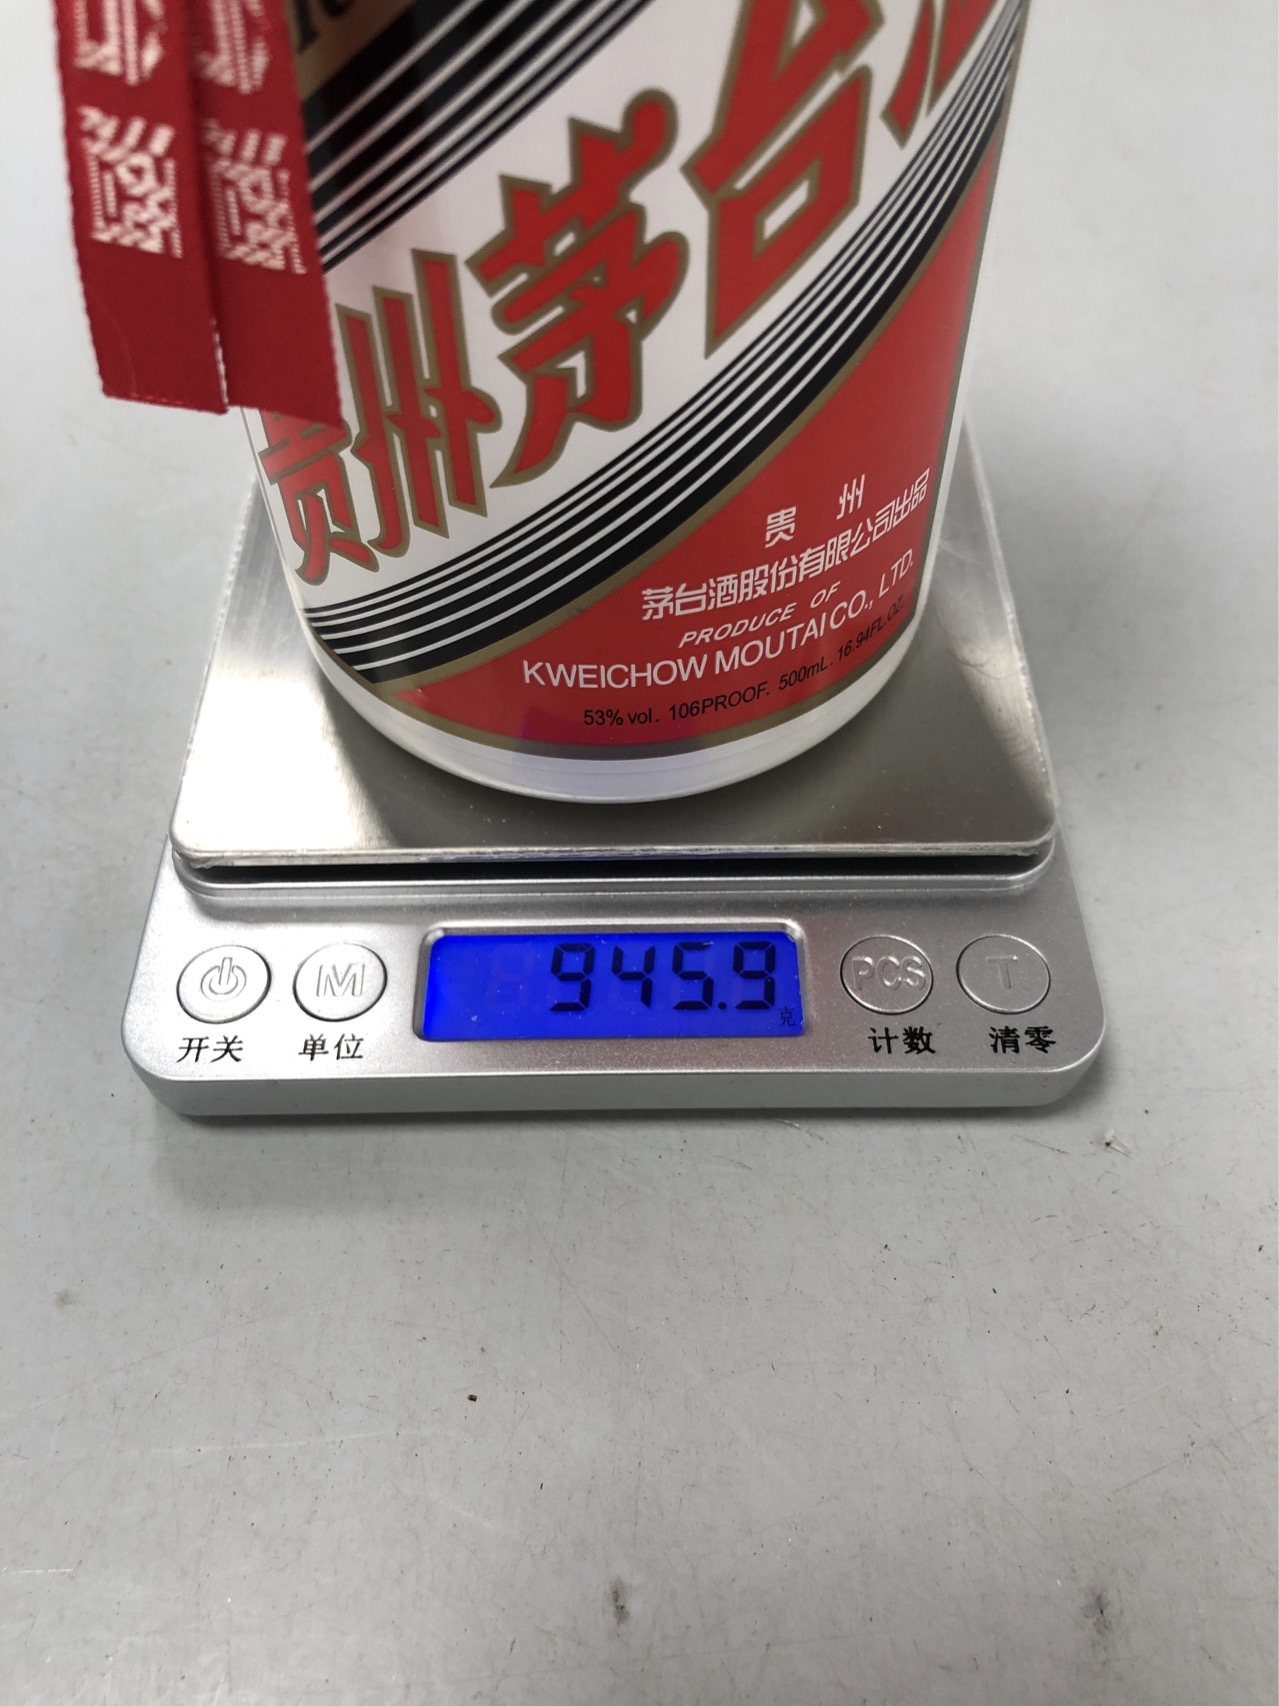 贵州茅台
贵州
茅台酒股份有限公司出品
PRODUCE OF
KWEICHOW MOUTAI CO., LTD.
53% vol. 106PROOF. 500mL. 16.94FL.OZ.
945.9
克
M
PCS
T
开关
单位
计数
清零